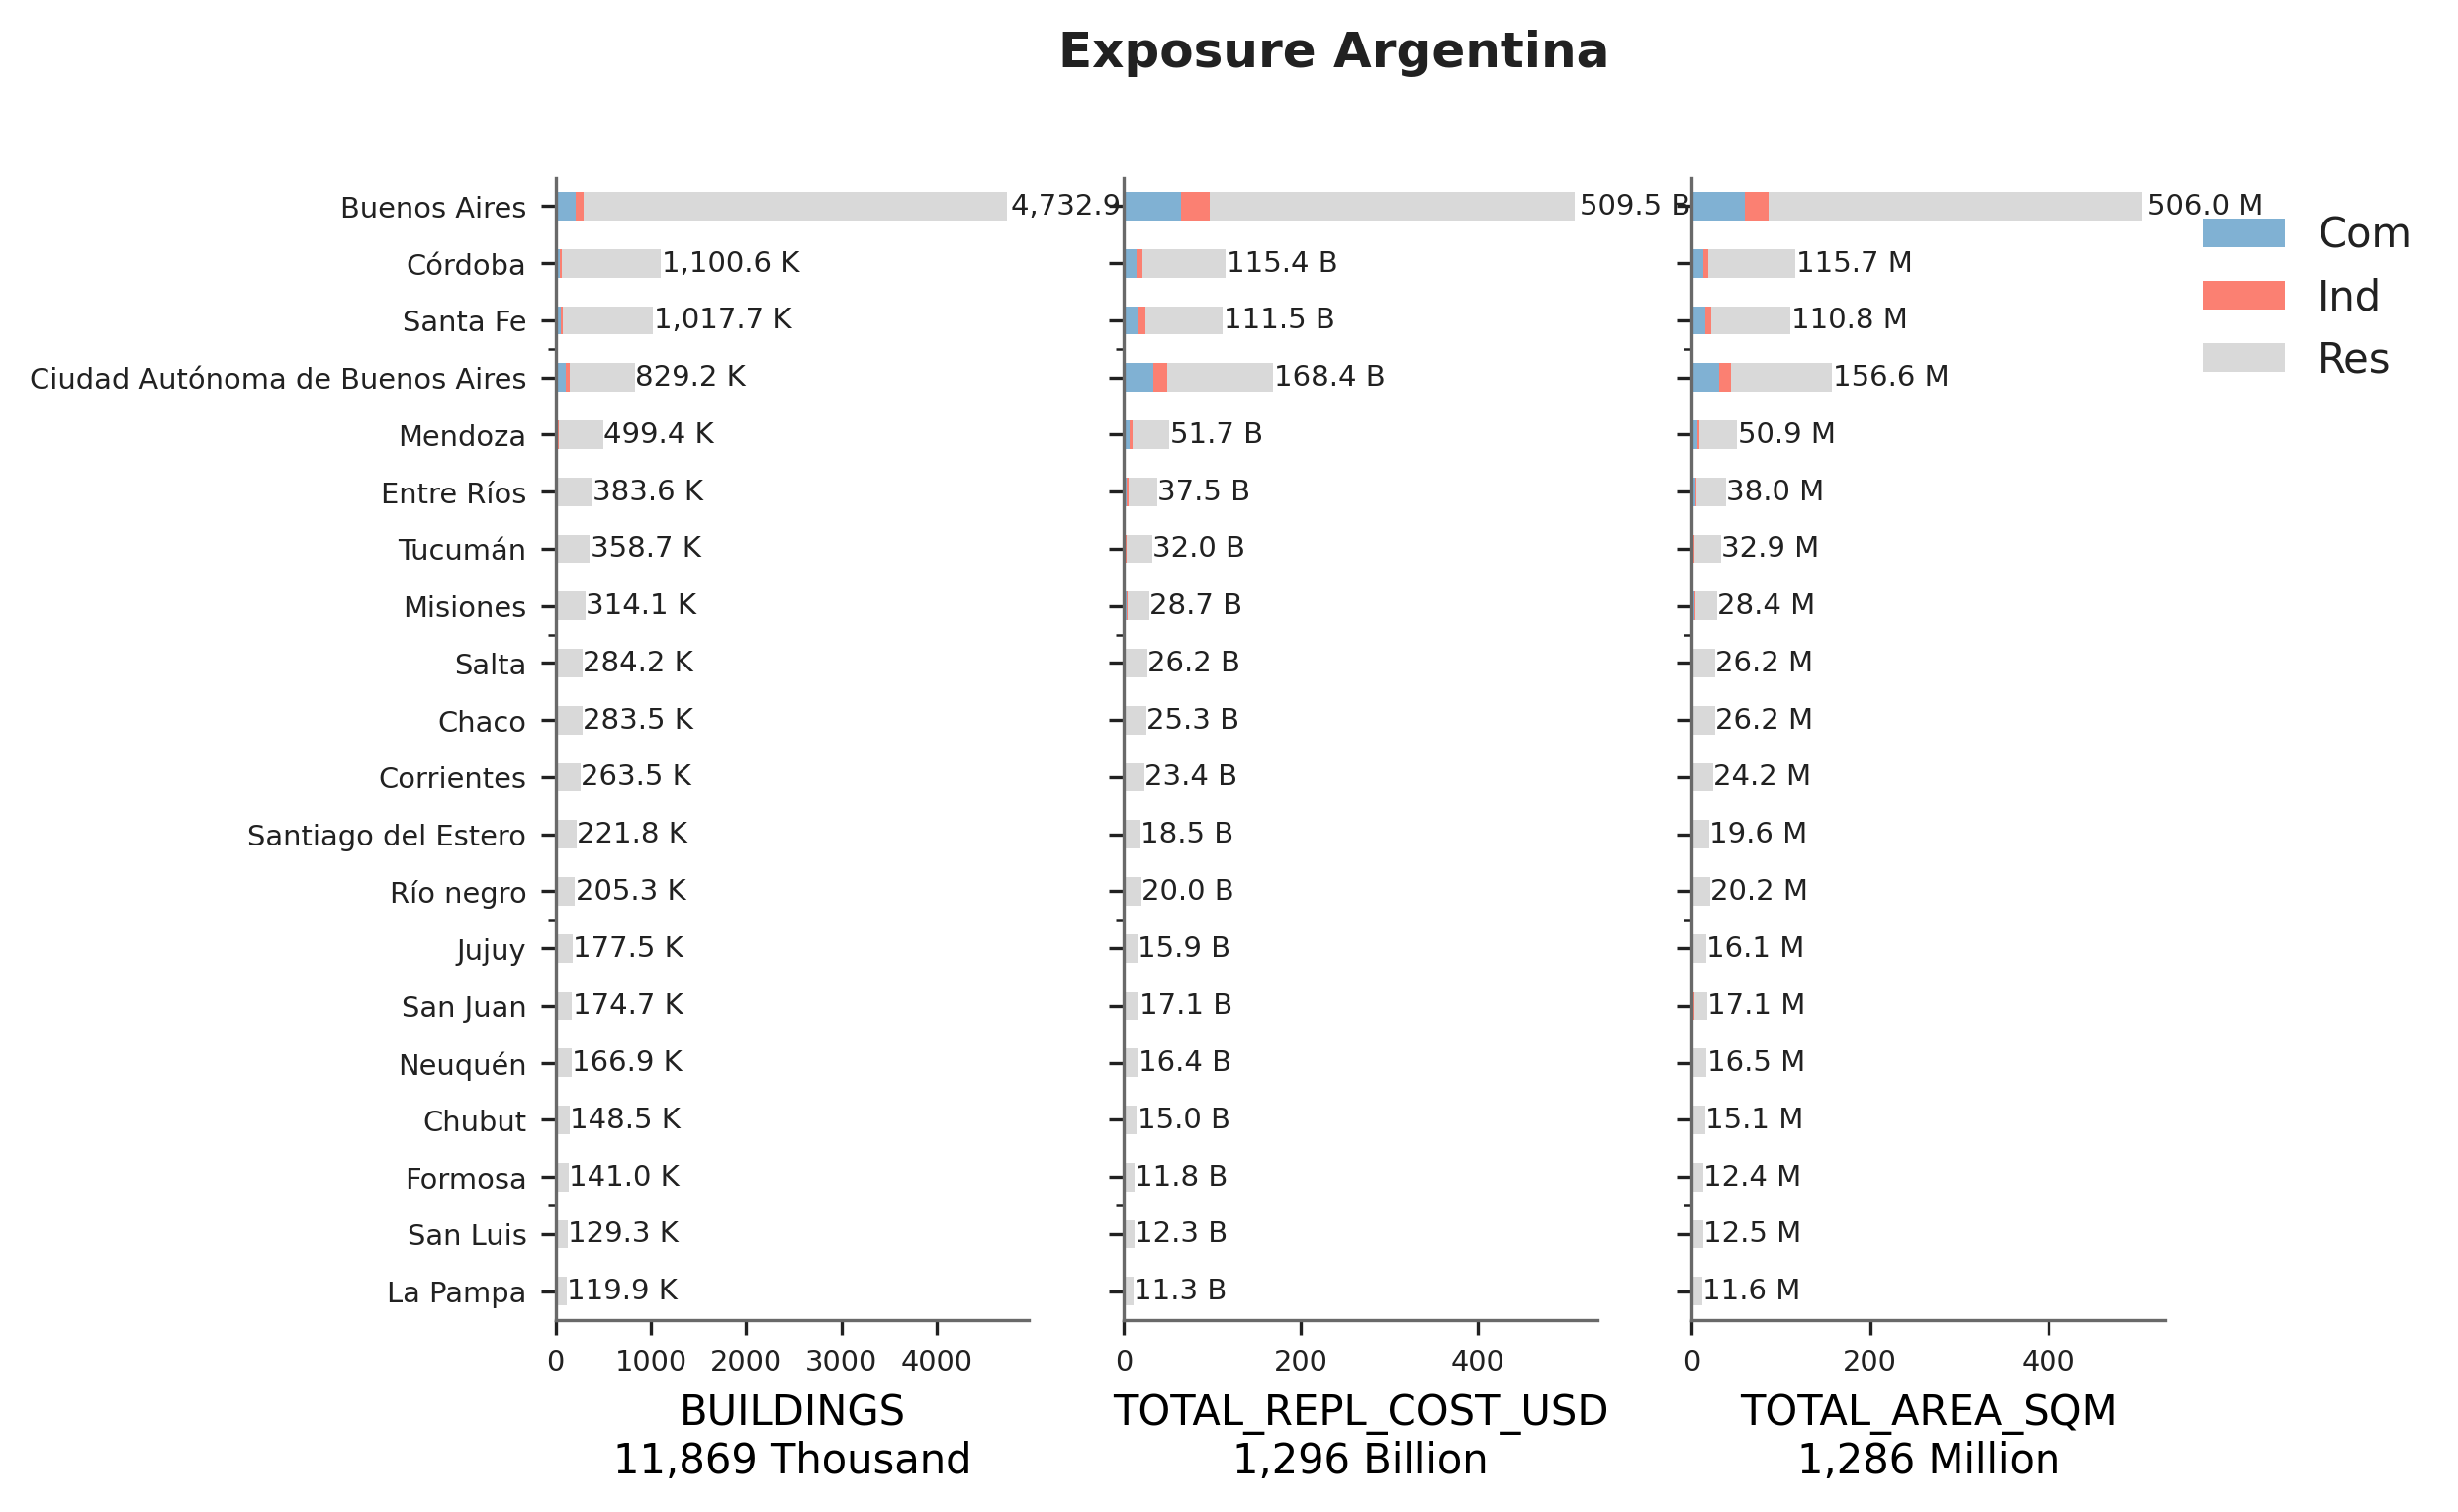 Exposure Argentina
Buenos Aires 4,732.9 509.5 B 506.0 M
Córdoba 1,100.6 K 115.4 B 115.7 M
Santa Fe 1,017.7 K 111.5 B 110.8 M
Ciudad Autónoma de Buenos Aires 829.2 K 168.4 B 156.6 M
Mendoza 499.4 K 51.7 B 50.9 M
Entre Ríos 383.6 K 37.5 B 38.0 M
Tucumán 358.7 K 32.0 B 32.9 M
Misiones 314.1 K 28.7 B 28.4 M
Salta 284.2 K 26.2 B 26.2 M
Chaco 283.5 K 25.3 B 26.2 M
Corrientes 263.5 K 23.4 B 24.2 M
Santiago del Estero 221.8 K 18.5 B 19.6 M
Río negro 205.3 K 20.0 B 20.2 M
Jujuy 177.5 K 15.9 B 16.1 M
San Juan 174.7 K 17.1 B 17.1 M
Neuquén 166.9 K 16.4 B 16.5 M
Chubut 148.5 K 15.0 B 15.1 M
Formosa 141.0 K 11.8 B 12.4 M
San Luis 129.3 K 12.3 B 12.5 M
La Pampa 119.9 K 11.3 B 11.6 M
0 1000 2000 3000 4000 0 200 400 0 200 400
BUILDINGS
11,869 Thousand
TOTAL_REPL_COST_USD
1,296 Billion
TOTAL_AREA_SQM
1,286 Million
Com
Ind
Res